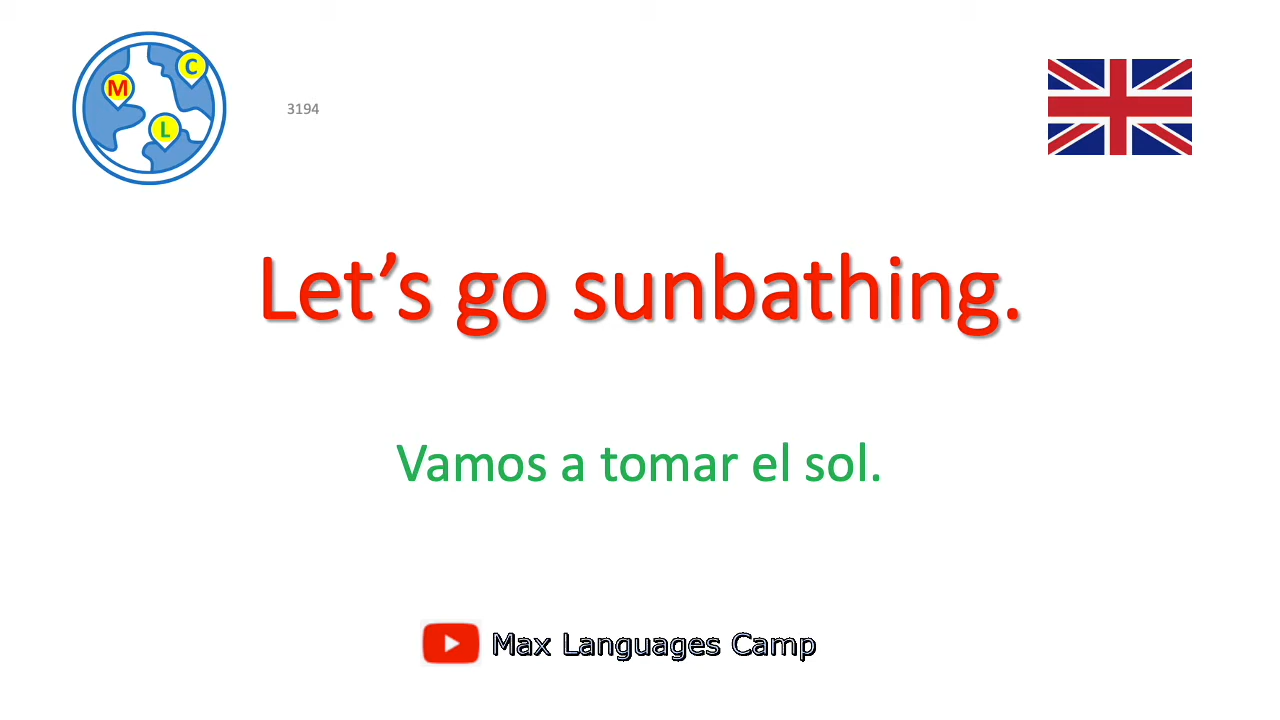 M
C
L
3194
Let’s go sunbathing.
Vamos a tomar el sol.
Max Languages Camp